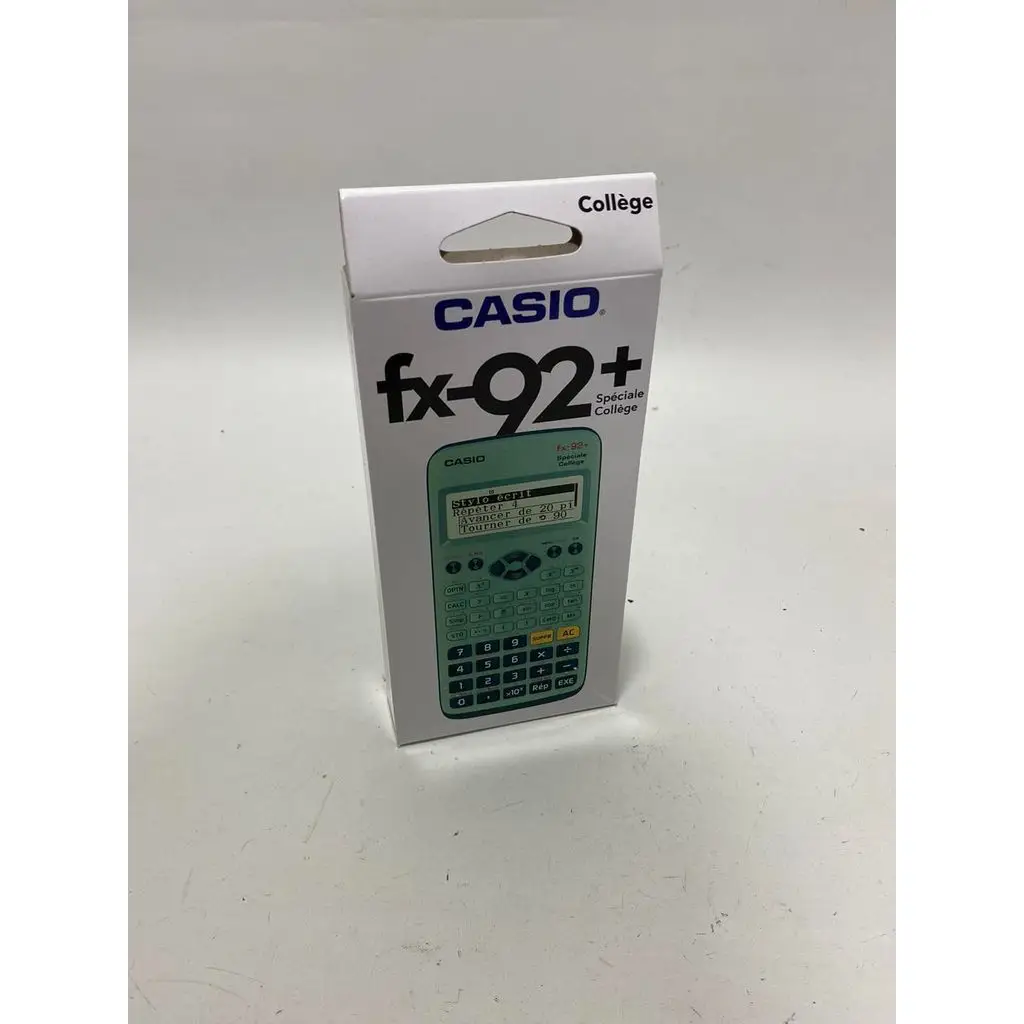 Collège
CASIO
fx-92+
Spéciale
Collège
CASIO
fx-92+
Spéciale
Collège
Stylo écrit
Répéter 4
Avancer de 20 pi
Tourner de 90
OPTN
CALC
STO
7 8 9 SUPPR AC
4 5 6 × ÷
1 2 3 + −
0 . ×10ˣ Rép EXE